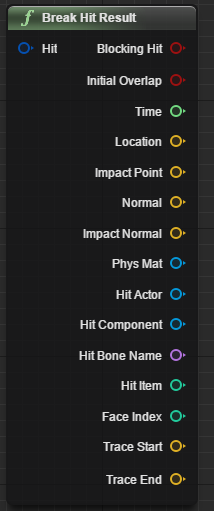 f Break Hit Result
Hit Blocking Hit
Initial Overlap
Time
Location
Impact Point
Normal
Impact Normal
Phys Mat
Hit Actor
Hit Component
Hit Bone Name
Hit Item
Face Index
Trace Start
Trace End